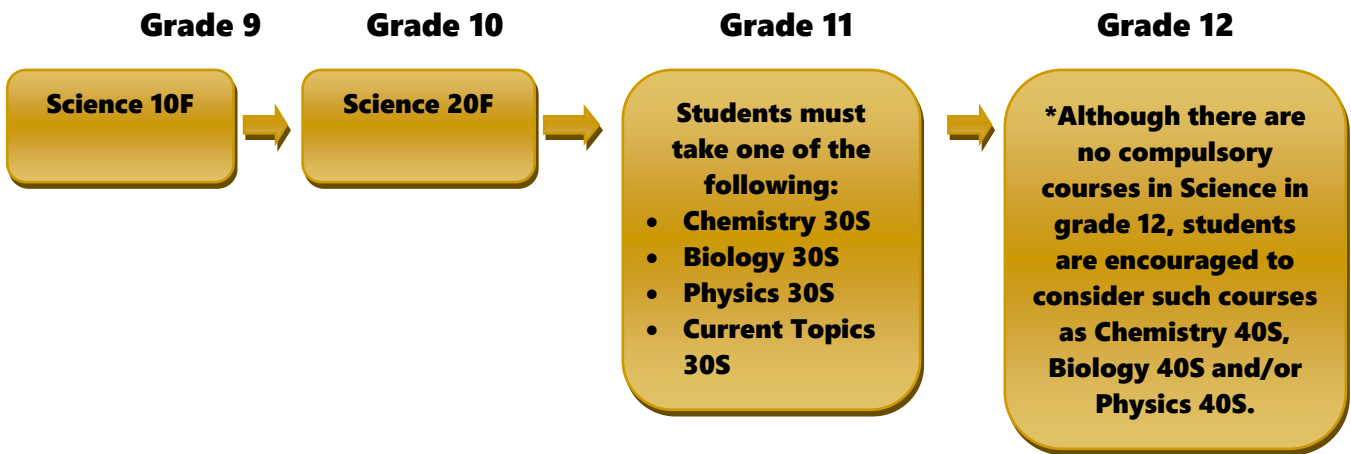 Grade 9
Grade 10
Grade 11
Grade 12
Science 10F
Science 20F
Students must
take one of the
following:
• Chemistry 30S
• Biology 30S
• Physics 30S
• Current Topics
30S
*Although there are
no compulsory
courses in Science in
grade 12, students
are encouraged to
consider such courses
as Chemistry 40S,
Biology 40S and/or
Physics 40S.